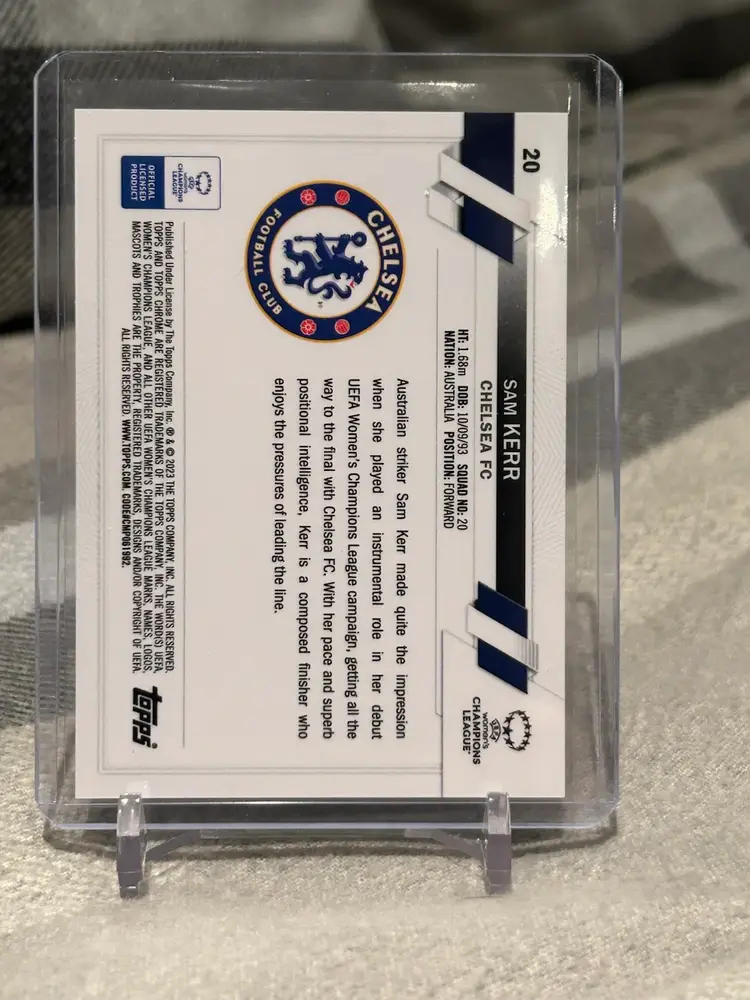 20
SAM KERR
CHELSEA FC
HT: 1.68m DOB: 10/09/93 SQUAD NO: 20
NATION: AUSTRALIA POSITION: FORWARD
UEFA
WOMEN'S
CHAMPIONS
LEAGUE
CHELSEA
FOOTBALL CLUB
Australian striker Sam Kerr made quite the impression
when she played an instrumental role in her debut
UEFA Women's Champions League campaign, getting all the
way to the final with Chelsea FC. With her pace and superb
positional intelligence, Kerr is a composed finisher who
enjoys the pressures of leading the line.
UEFA
WOMEN'S
CHAMPIONS
LEAGUE
OFFICIAL
LICENSED
PRODUCT
Published Under License by The Topps Company, Inc. ® & © 2023 THE TOPPS COMPANY, INC. ALL RIGHTS RESERVED.
TOPPS AND TOPPS CHROME ARE REGISTERED TRADEMARKS OF THE TOPPS COMPANY, INC. THE WORD(S) UEFA,
WOMEN'S CHAMPIONS LEAGUE, AND ALL OTHER UEFA WOMEN'S CHAMPIONS LEAGUE MARKS, NAMES, LOGOS,
MASCOTS AND TROPHIES ARE THE PROPERTY, REGISTERED TRADEMARKS, DESIGNS AND/OR COPYRIGHT OF UEFA.
ALL RIGHTS RESERVED. WWW.TOPPS.COM. CODE#CMP061992.
topps